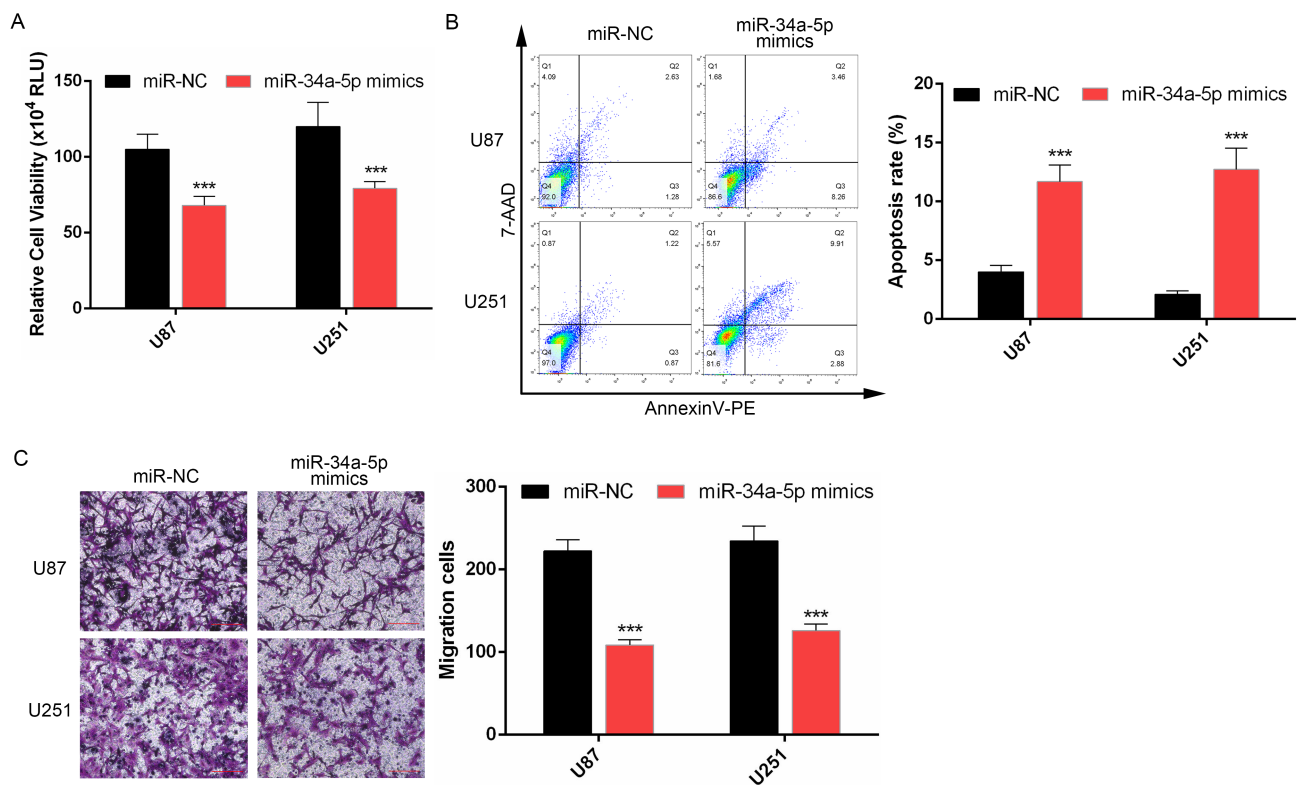 A
Relative Cell Viability (x10⁴ RLU)
miR-NC
miR-34a-5p mimics
150
100
50
0
U87
U251
B
miR-NC
miR-34a-5p
mimics
U87
U251
7-AAD
AnnexinV-PE
Q1
4.09
Q2
2.63
Q4
92.0
Q3
1.28
Q1
1.68
Q2
3.46
Q4
86.6
Q3
8.26
Q1
0.87
Q2
1.22
Q4
97.0
Q3
0.87
Q1
5.57
Q2
9.91
Q4
81.6
Q3
2.88
Apoptosis rate (%)
miR-NC
miR-34a-5p mimics
20
15
10
5
0
***
***
***
***
U87
U251
C
miR-NC
miR-34a-5p
mimics
U87
U251
Migration cells
miR-NC
miR-34a-5p mimics
300
200
100
0
***
***
U87
U251